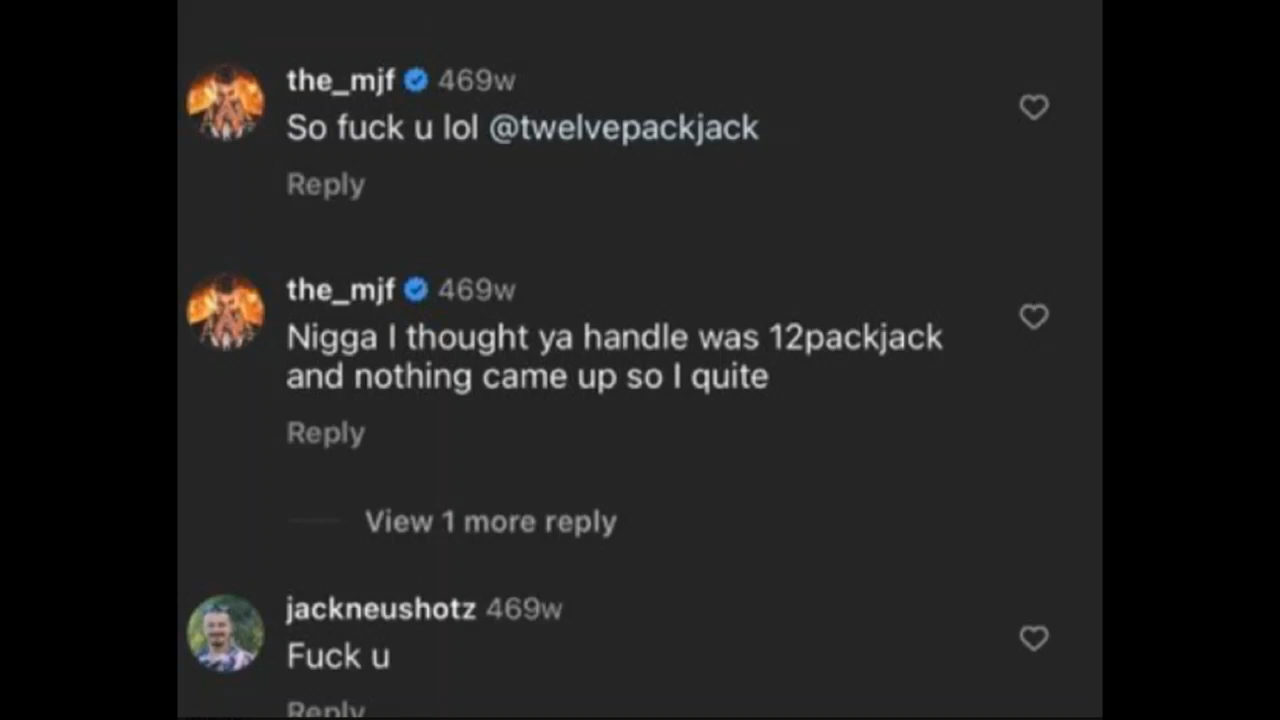 the_mjf 469w
So fuck u lol @twelvepackjack
Reply
the_mjf 469w
Nigga I thought ya handle was 12packjack
and nothing came up so I quite
Reply
View 1 more reply
jackneushotz 469w
Fuck u
Reply